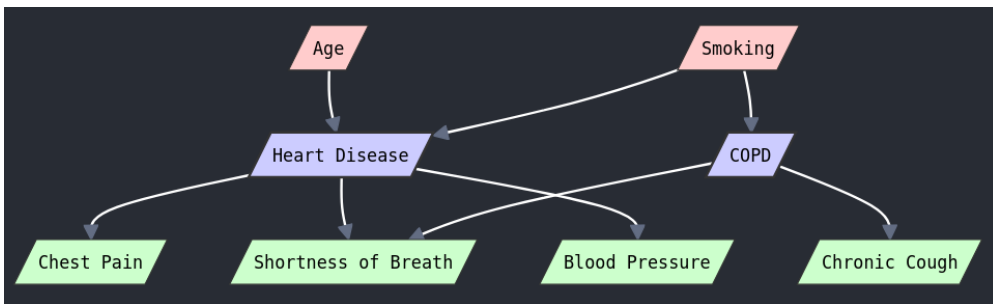 Age
Smoking
Heart Disease
COPD
Chest Pain
Shortness of Breath
Blood Pressure
Chronic Cough